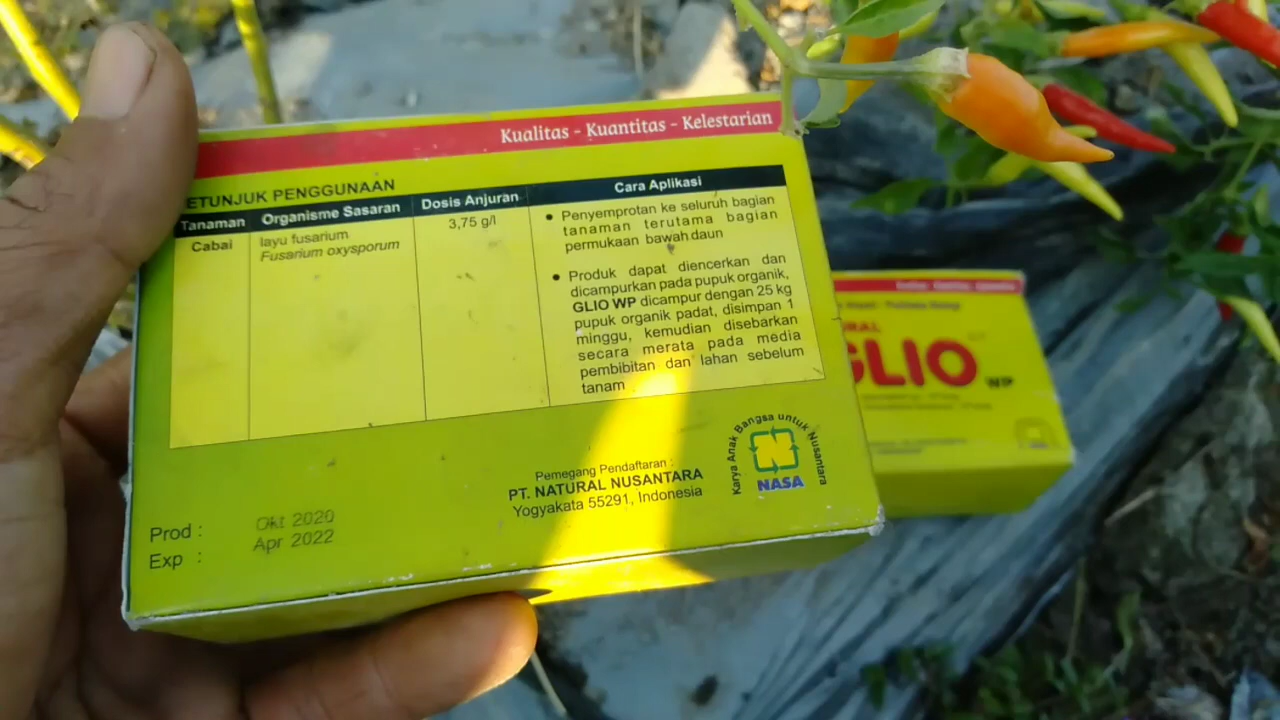 Kualitas - Kuantitas - Kelestarian
ETUNJUK PENGGUNAAN
Tanaman Organisme Sasaran Dosis Anjuran Cara Aplikasi
Cabai
layu fusarium
Fusarium oxysporum
3,75 g/l
• Penyemprotan ke seluruh bagian
tanaman terutama bagian
permukaan bawah daun
• Produk dapat diencerkan dan
dicampurkan pada pupuk organik,
GLIO WP dicampur dengan 25 kg
pupuk organik padat, disimpan 1
minggu, kemudian disebarkan
secara merata pada media
pembibitan dan lahan sebelum
tanam
Pemegang Pendaftaran :
PT. NATURAL NUSANTARA
Yogyakata 55291, Indonesia
Karya Anak Bangsa untuk Nusantara
N
NASA
Prod : Okt 2020
Exp : Apr 2022
URAL
GLIO WP